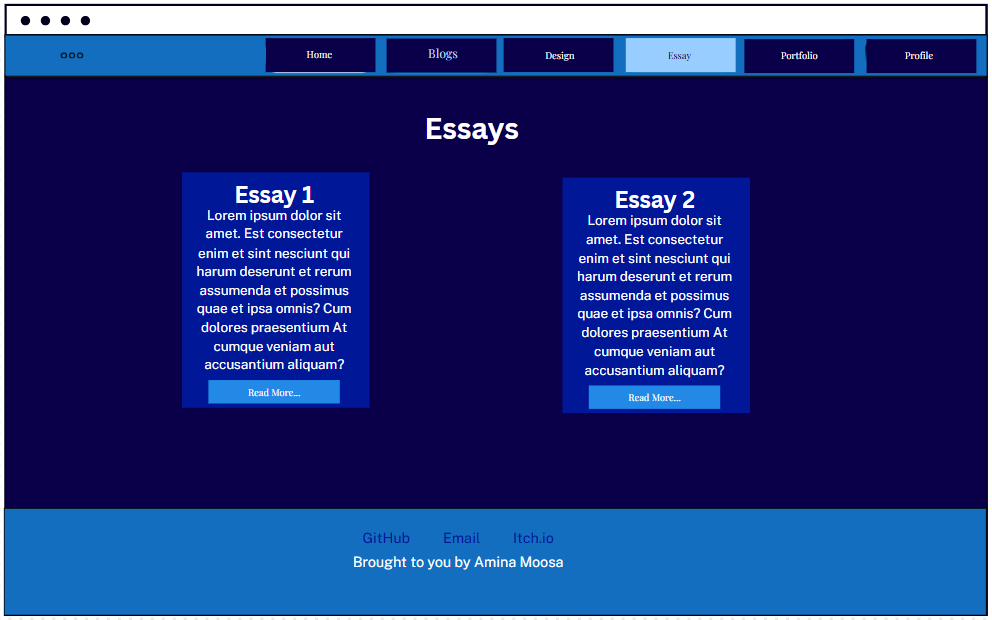 Home Blogs Design Essay Portfolio Profile
Essays
Essay 1
Lorem ipsum dolor sit
amet. Est consectetur
enim et sint nesciunt qui
harum deserunt et rerum
assumenda et possimus
quae et ipsa omnis? Cum
dolores praesentium At
cumque veniam aut
accusantium aliquam?
Read More...
Essay 2
Lorem ipsum dolor sit
amet. Est consectetur
enim et sint nesciunt qui
harum deserunt et rerum
assumenda et possimus
quae et ipsa omnis? Cum
dolores praesentium At
cumque veniam aut
accusantium aliquam?
Read More...
GitHub Email Itch.io
Brought to you by Amina Moosa